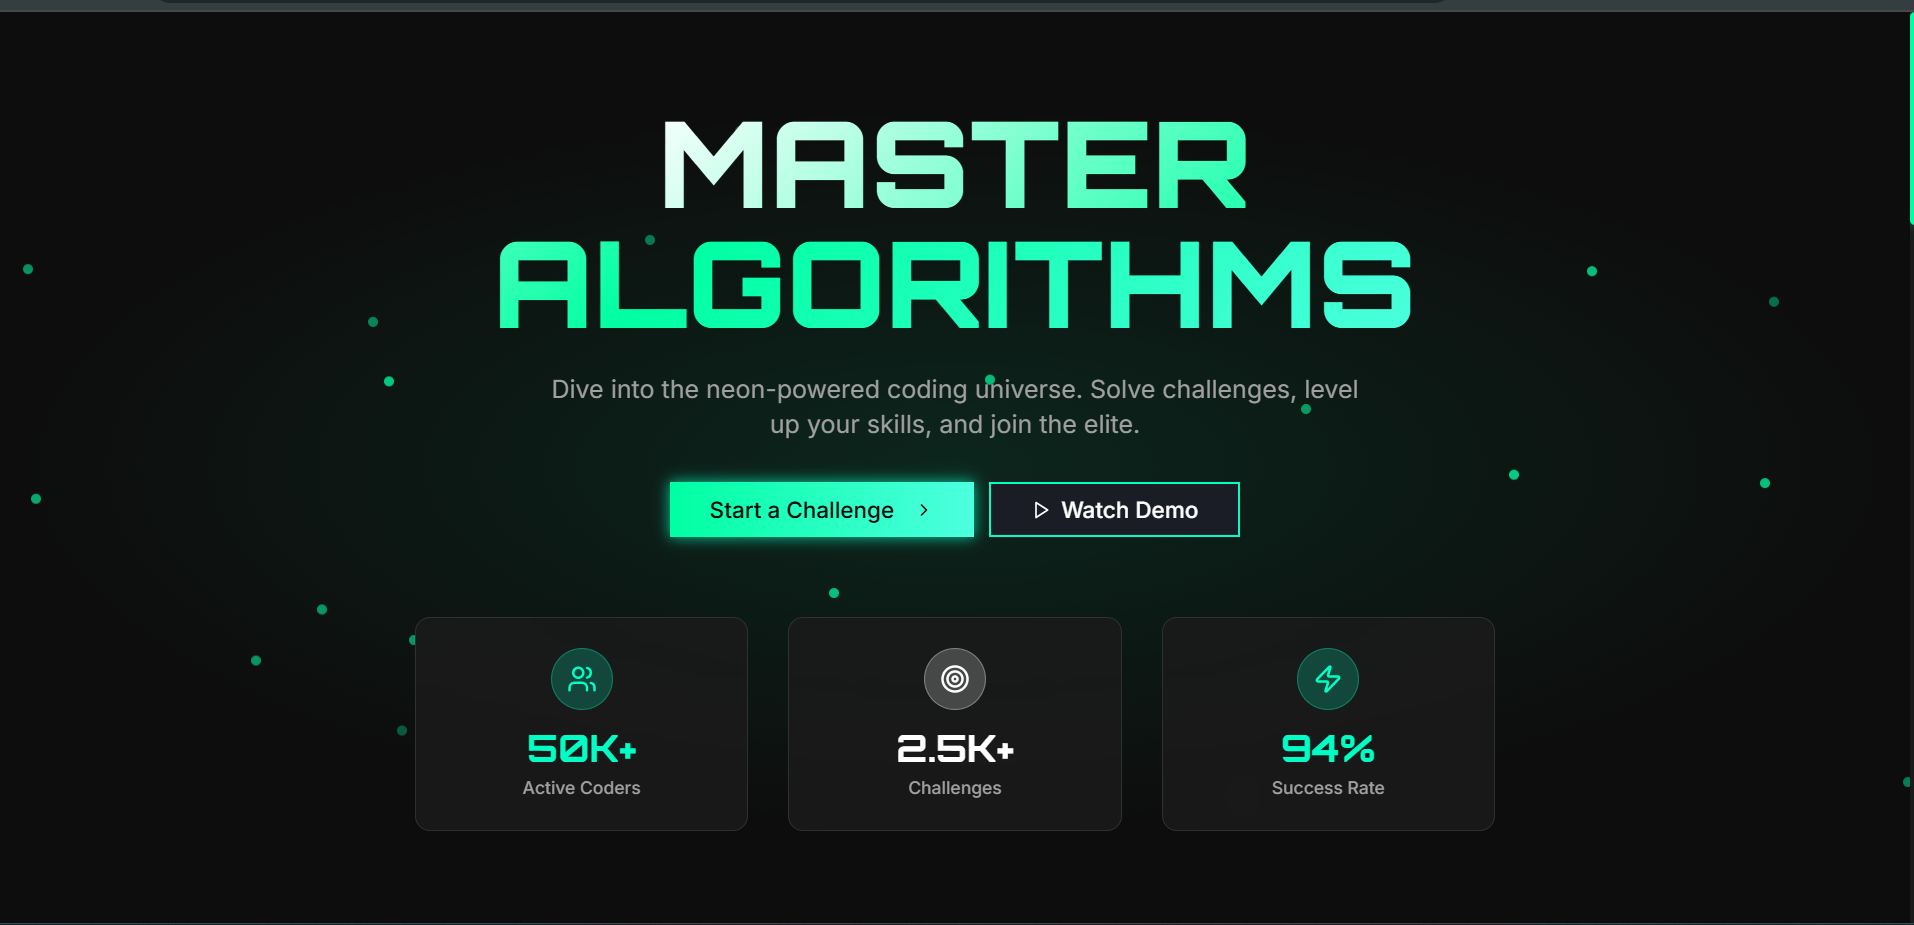 MASTER
ALGORITHMS
Dive into the neon-powered coding universe. Solve challenges, level
up your skills, and join the elite.
Start a Challenge
Watch Demo
50K+
Active Coders
2.5K+
Challenges
94%
Success Rate